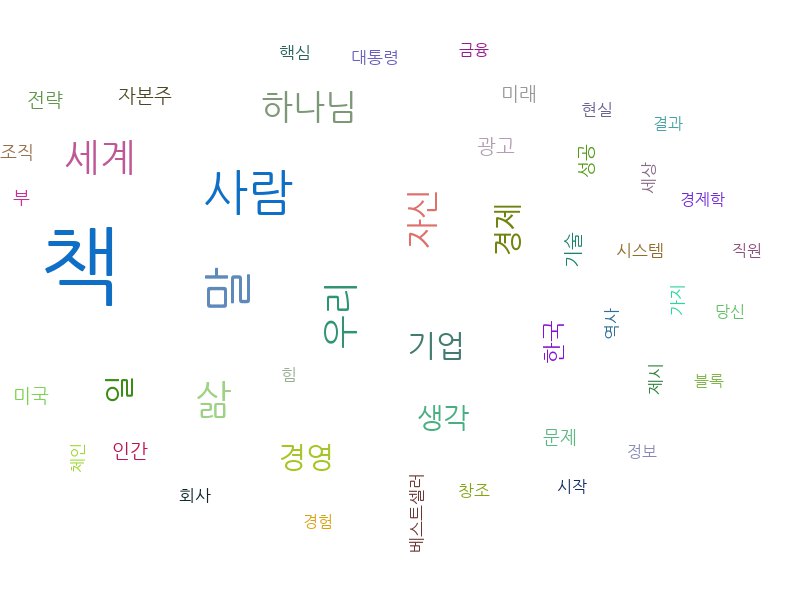 핵심
대통령
금융
전략
자본주
하나님
미래
현실
결과
조직
세계
광고
성공
세상
부
사람
자신
경제
경제학
책
말
기술
시스템
직원
우리
가지
당신
기업
한국
역사
미국
일
삶
힘
생각
제시
블록
체인
인간
경영
문제
정보
회사
경험
베스트셀러
창조
시작